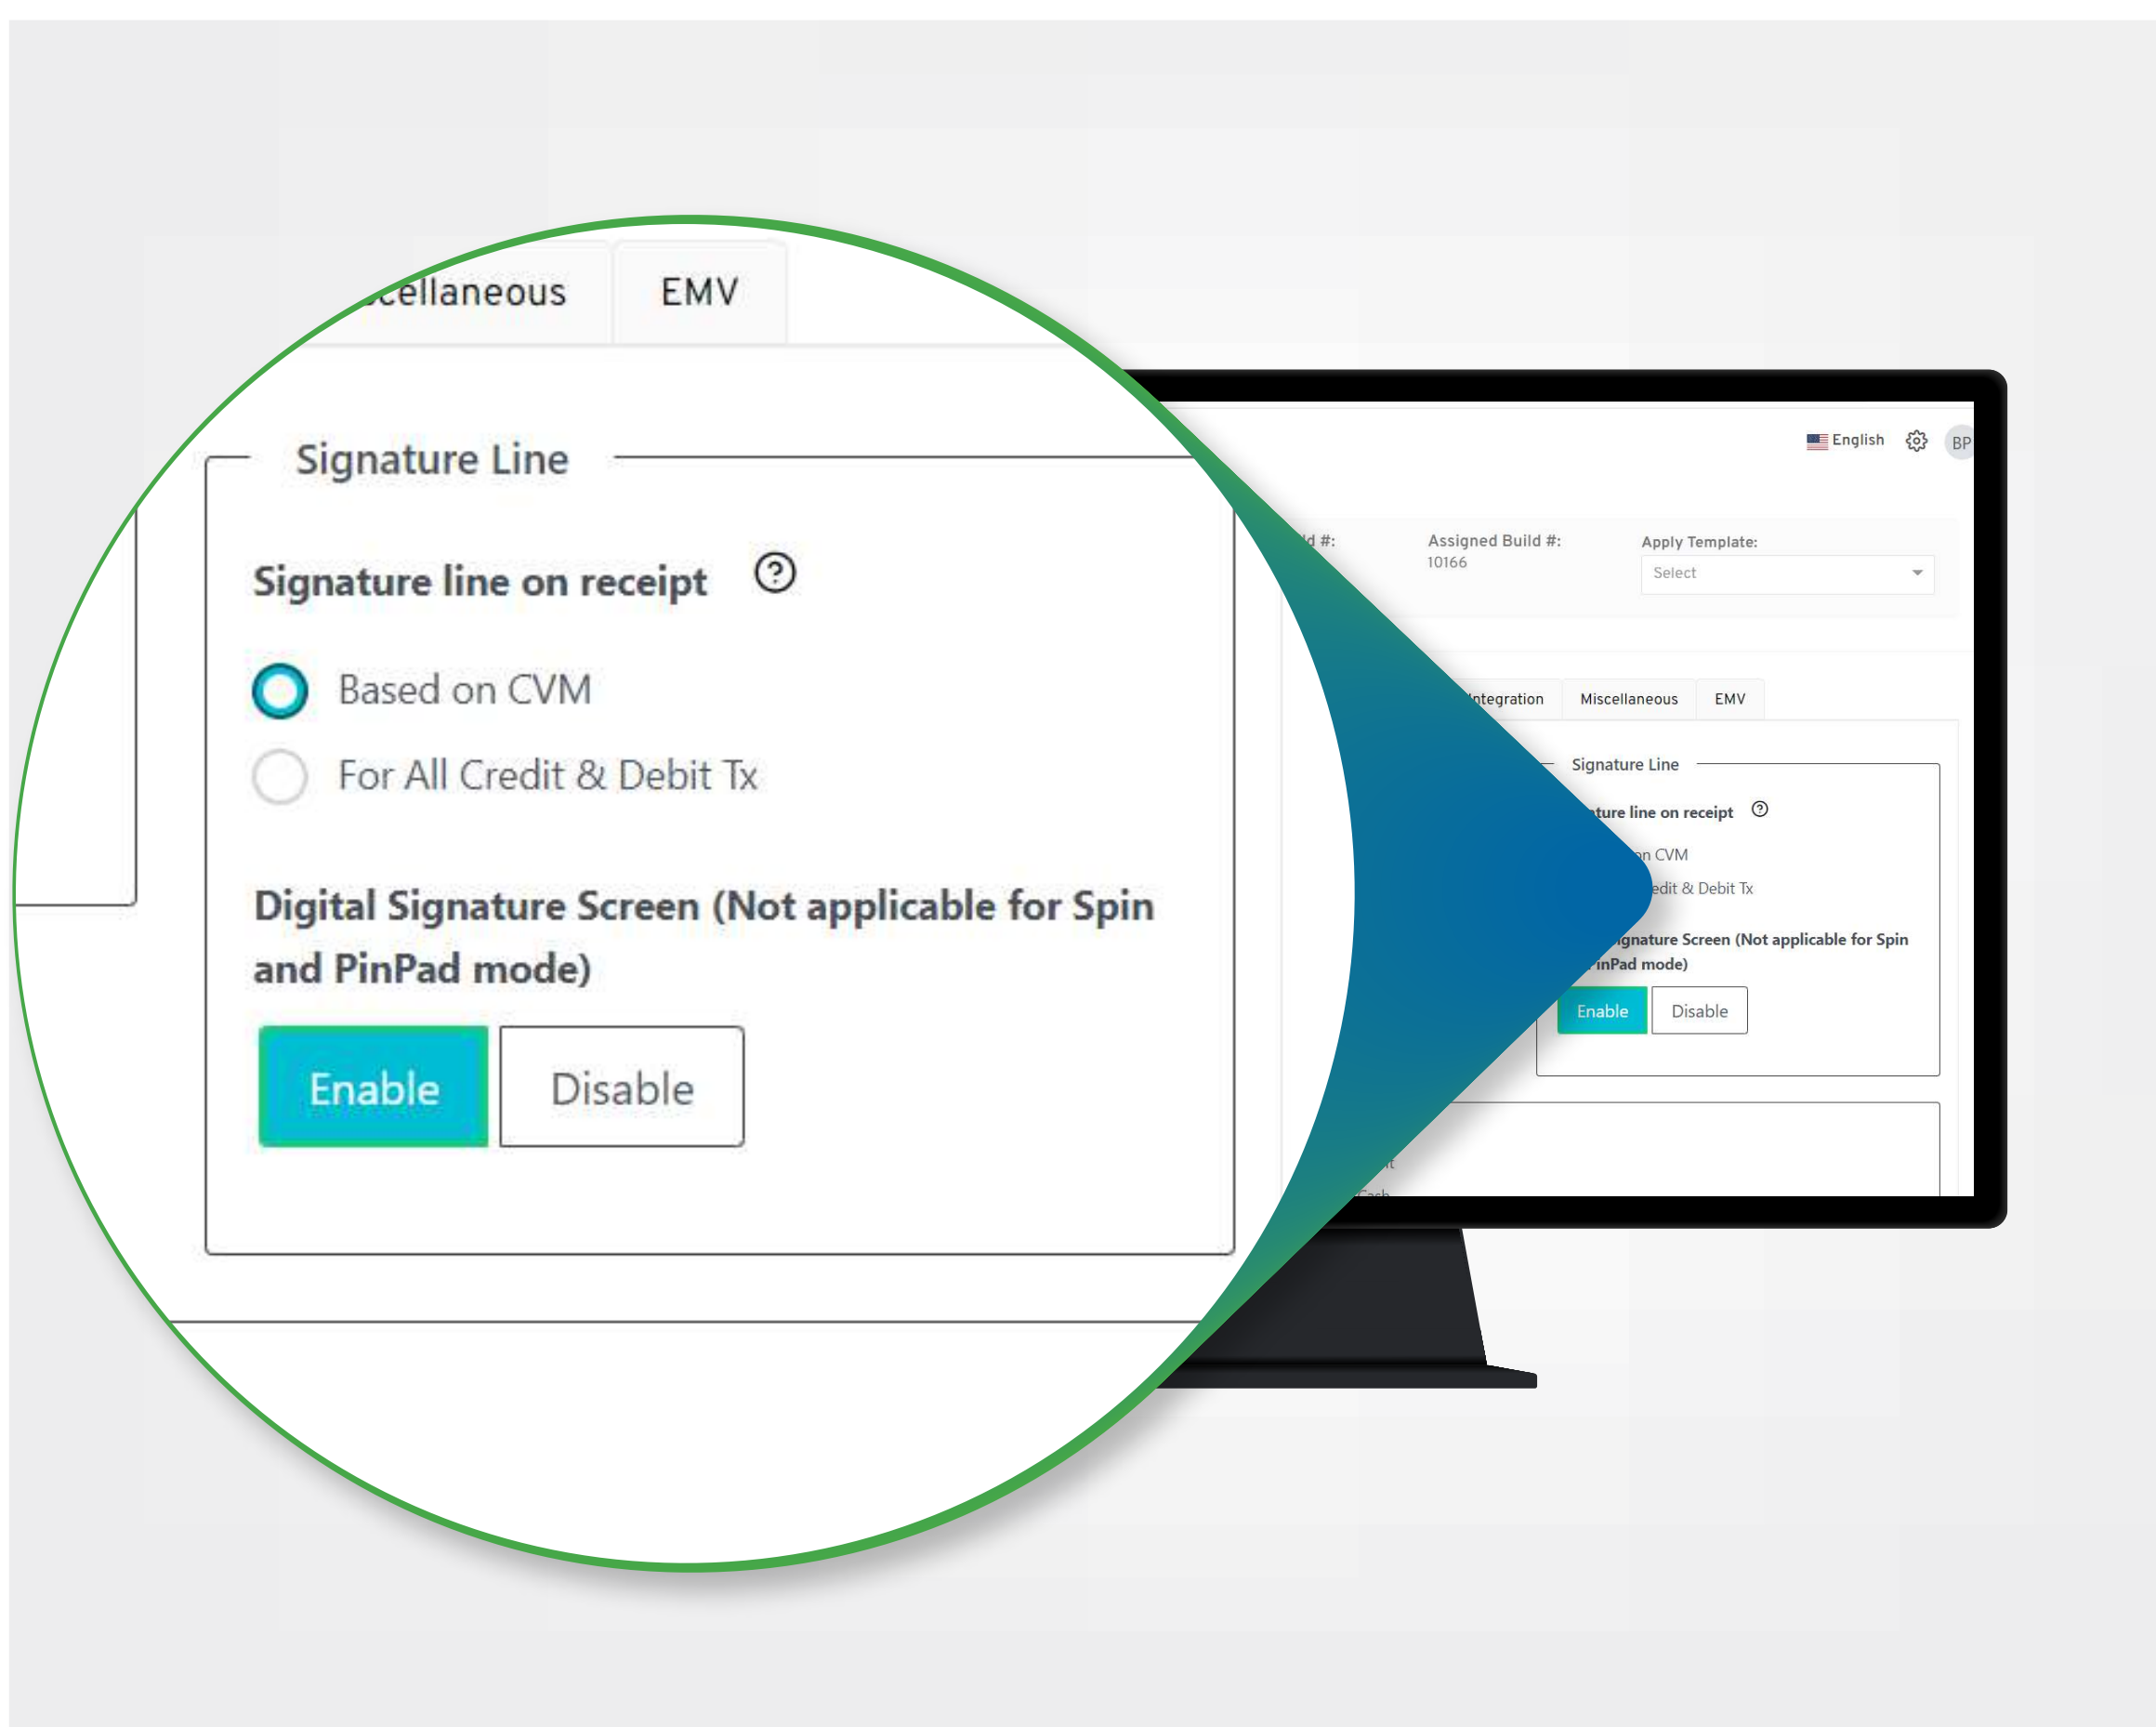 cellaneous
EMV
Signature Line
Signature line on receipt
Based on CVM
For All Credit & Debit Tx
Digital Signature Screen (Not applicable for Spin
and PinPad mode)
Enable
Disable
English
BP
#:
Assigned Build #:
10166
Apply Template:
Select
Integration
Miscellaneous
EMV
Signature Line
ture line on receipt
on CVM
edit & Debit Tx
gnature Screen (Not applicable for Spin
inPad mode)
Enable
Disable
Cash